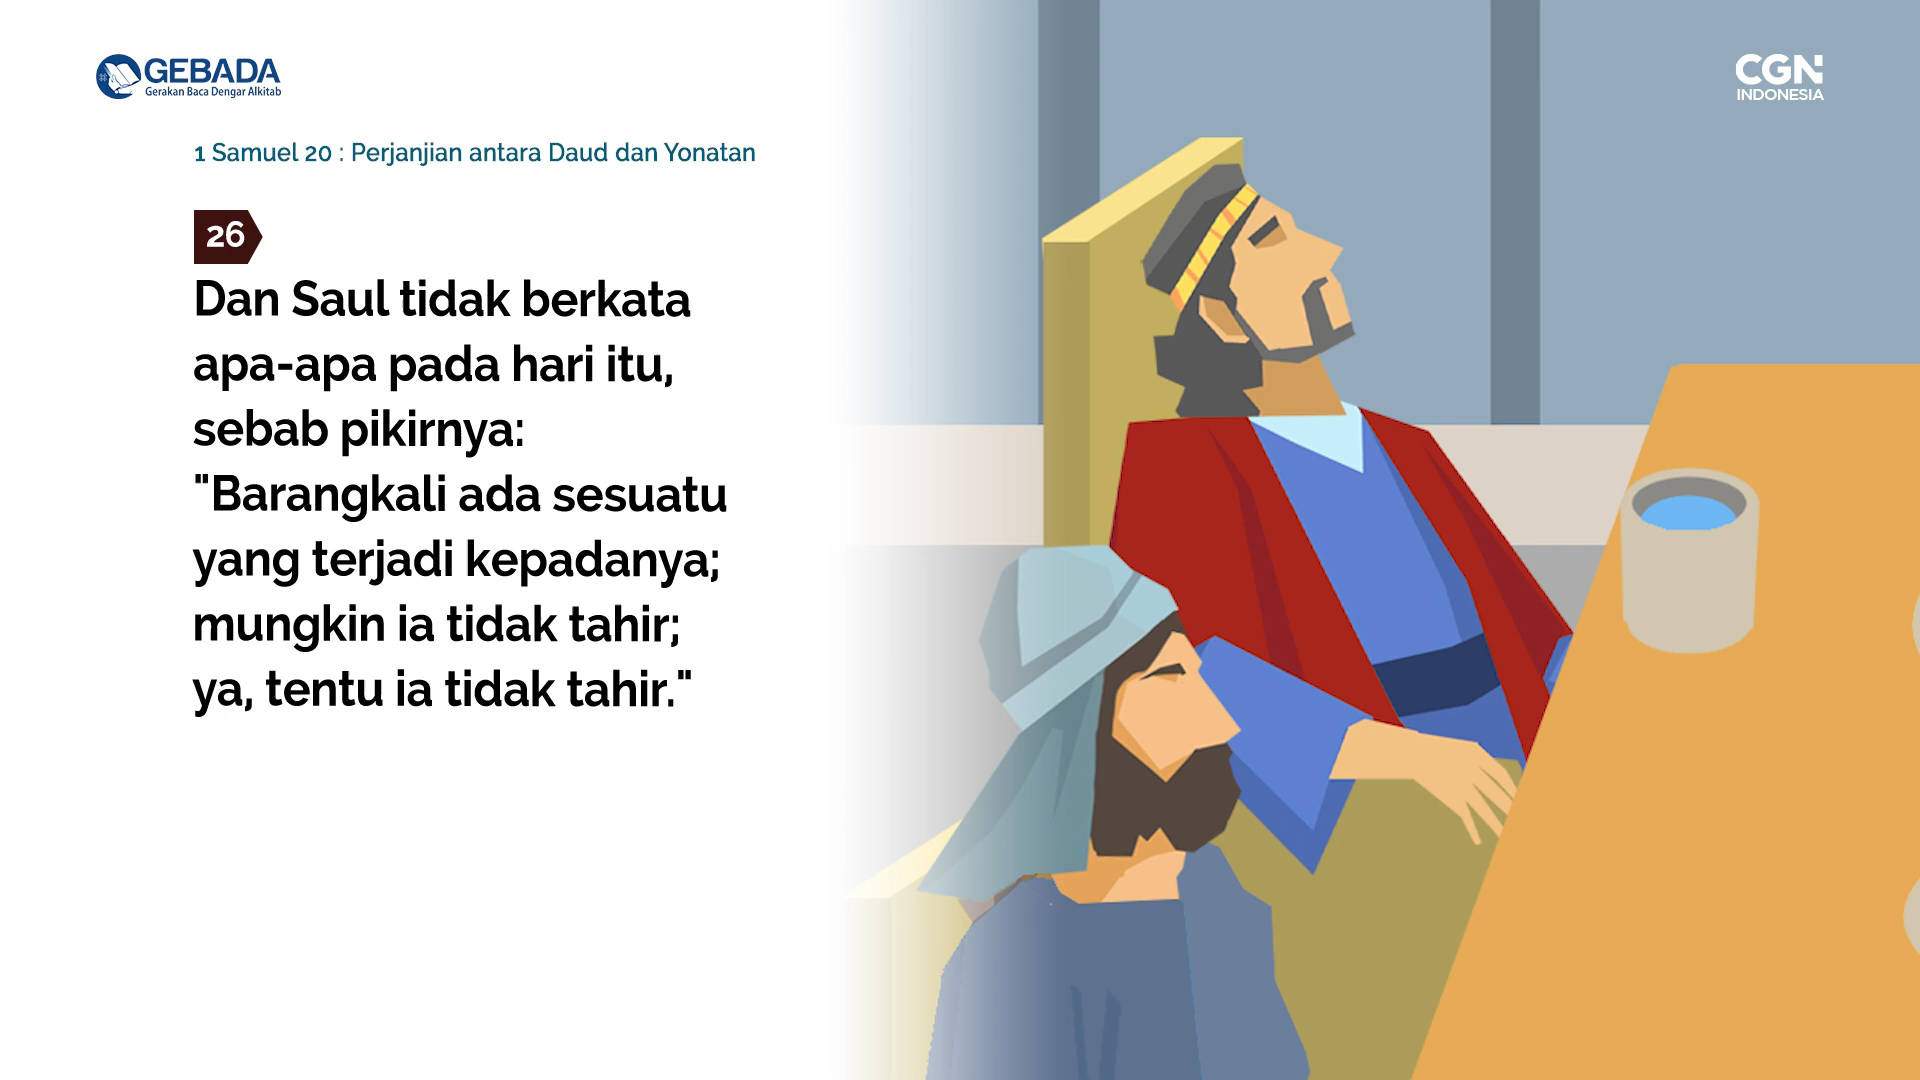 GEBADA
Gerakan Baca Dengar Alkitab
CGN
INDONESIA
1 Samuel 20 : Perjanjian antara Daud dan Yonatan
26
Dan Saul tidak berkata
apa-apa pada hari itu,
sebab pikirnya:
"Barangkali ada sesuatu
yang terjadi kepadanya;
mungkin ia tidak tahir;
ya, tentu ia tidak tahir."